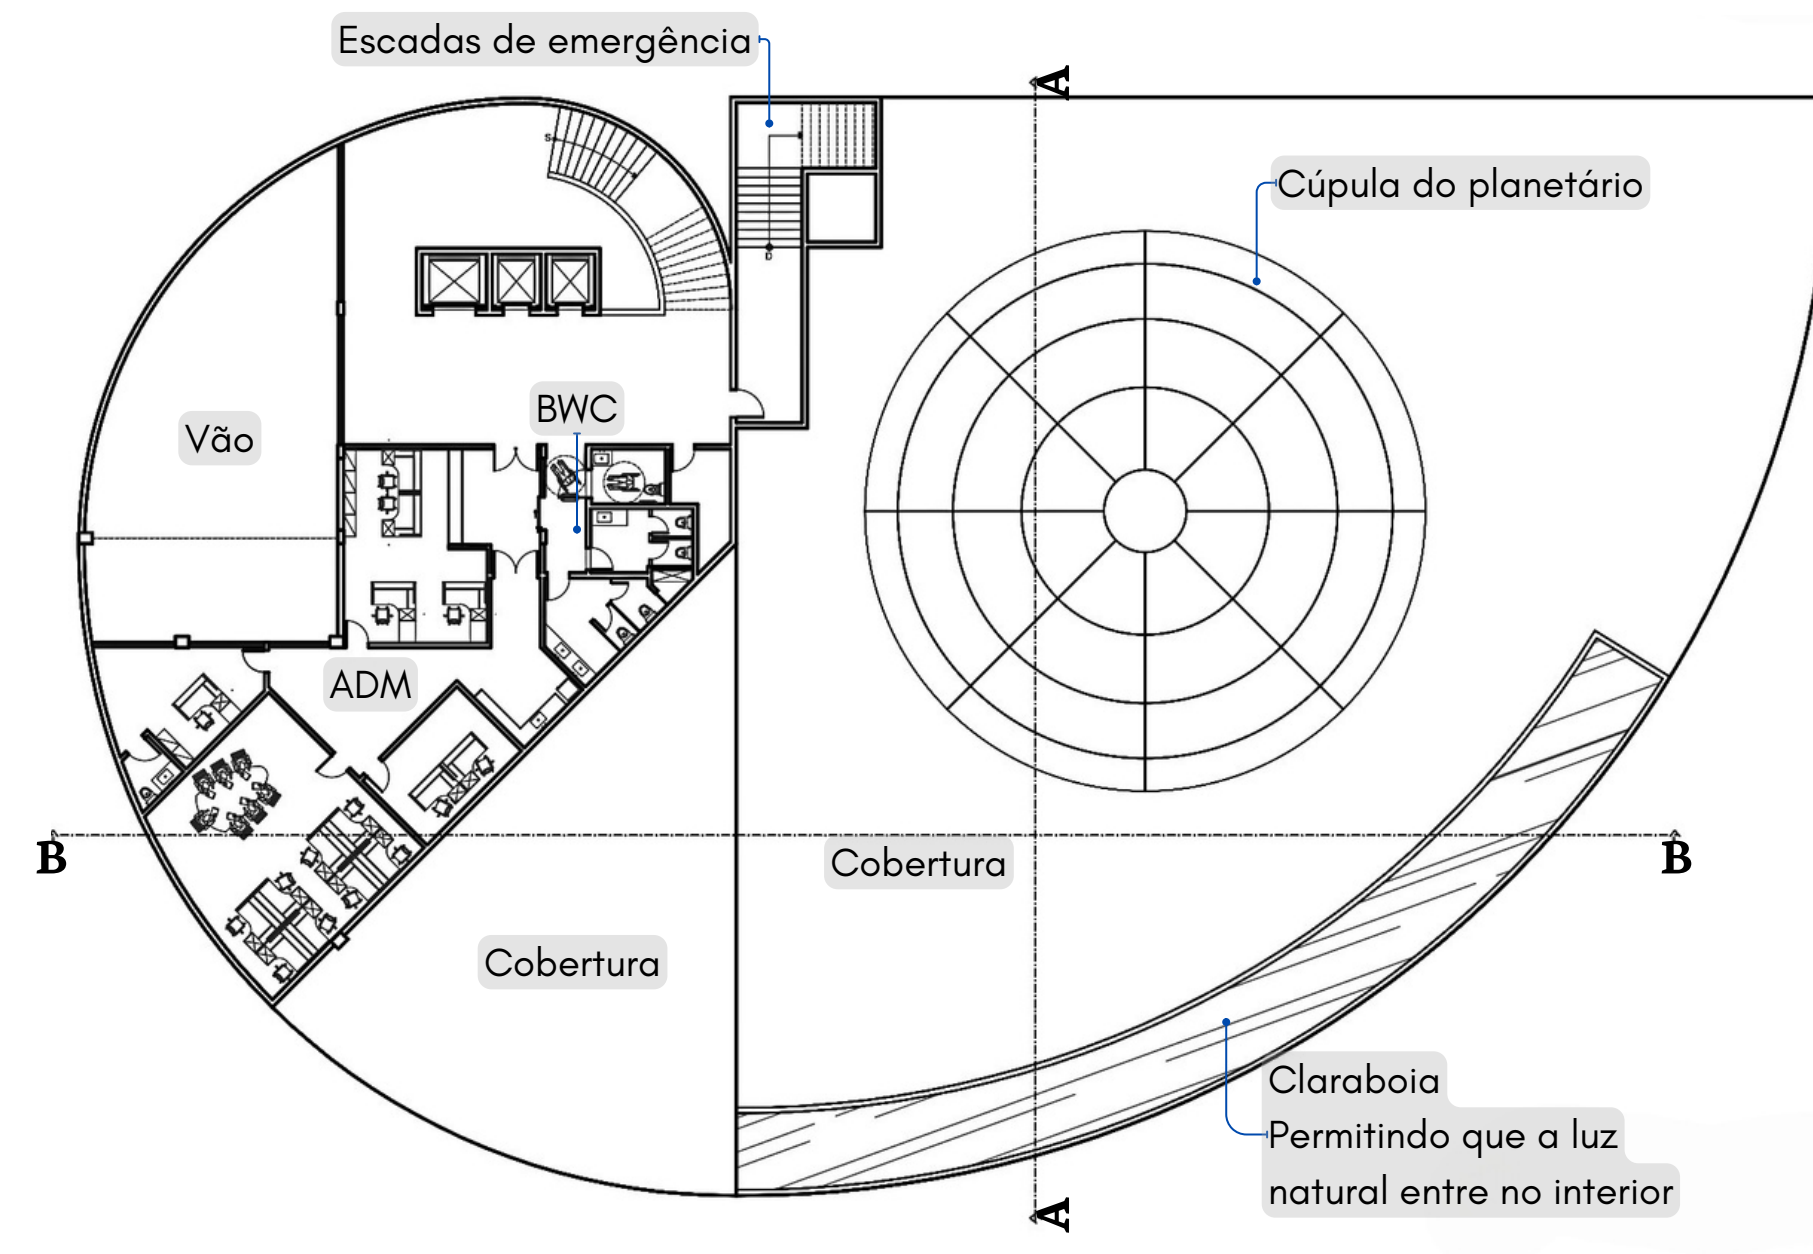 Escadas de emergência
A
S
Cúpula do planetário
D
BWC
Vão
ADM
B
Cobertura
B
Cobertura
Claraboia
Permitindo que a luz
natural entre no interior
A